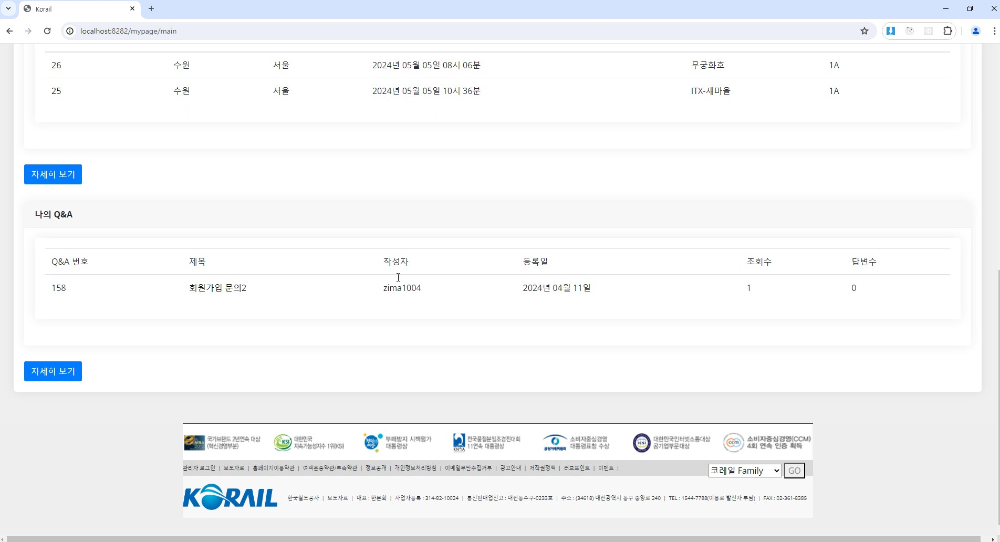 Korail
localhost:8282/mypage/main
26 수원 서울 2024년 05월 05일 08시 06분 무궁화호 1A
25 수원 서울 2024년 05월 05일 10시 36분 ITX-새마을 1A
자세히 보기
나의 Q&A
Q&A 번호 제목 작성자 등록일 조회수 답변수
158 회원가입 문의2 zima1004 2024년 04월 11일 1 0
자세히 보기
국가브랜드 2년연속 대상
(혁신경영부분)
대한민국
지속가능성지수 1위(KSI)
부패방지 시책평가
대통령상
전국품질분임조경진대회
11연속 대통령상
소비자중심경영
대통령표창 수상
대한민국인터넷소통대상
공기업부문대상
소비자중심경영(CCM)
4회 연속 인증 획득
NBA
2012
KSI
공정거래위원회
ICSI
ccm
관리자 로그인 | 보도자료 | 홈페이지이용약관 | 여객운송약관/부속약관 | 정보공개 | 개인정보처리방침 | 이메일무단수집거부 | 광고안내 | 저작권정책 | 러브포인트 | 이벤트 |
코레일 Family GO
KORAIL 한국철도공사 | 보도자료 | 대표 : 한문희 | 사업자등록 : 314-82-10024 | 통신판매업신고 : 대전동수구-0233호 | 주소 : (34618) 대전광역시 동구 중앙로 240 | TEL : 1544-7788(이용료 발신자 부담) | FAX : 02-361-8385